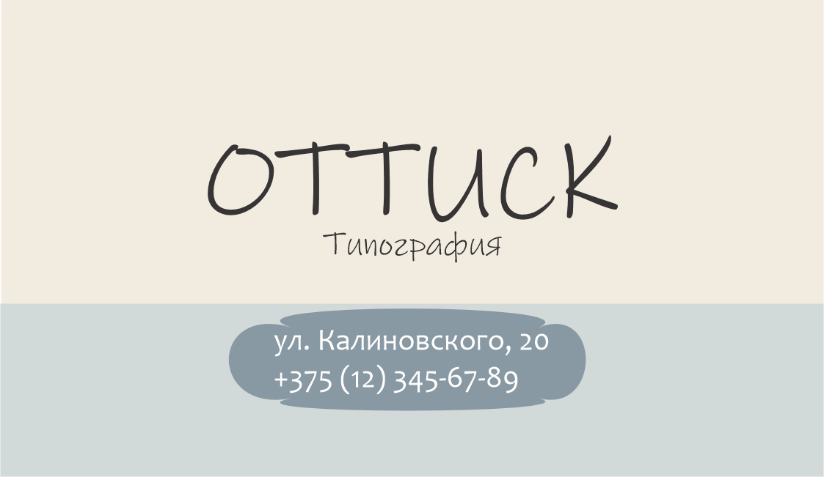 ОТТИСК
Типография
ул. Калиновского, 20
+375 (12) 345-67-89